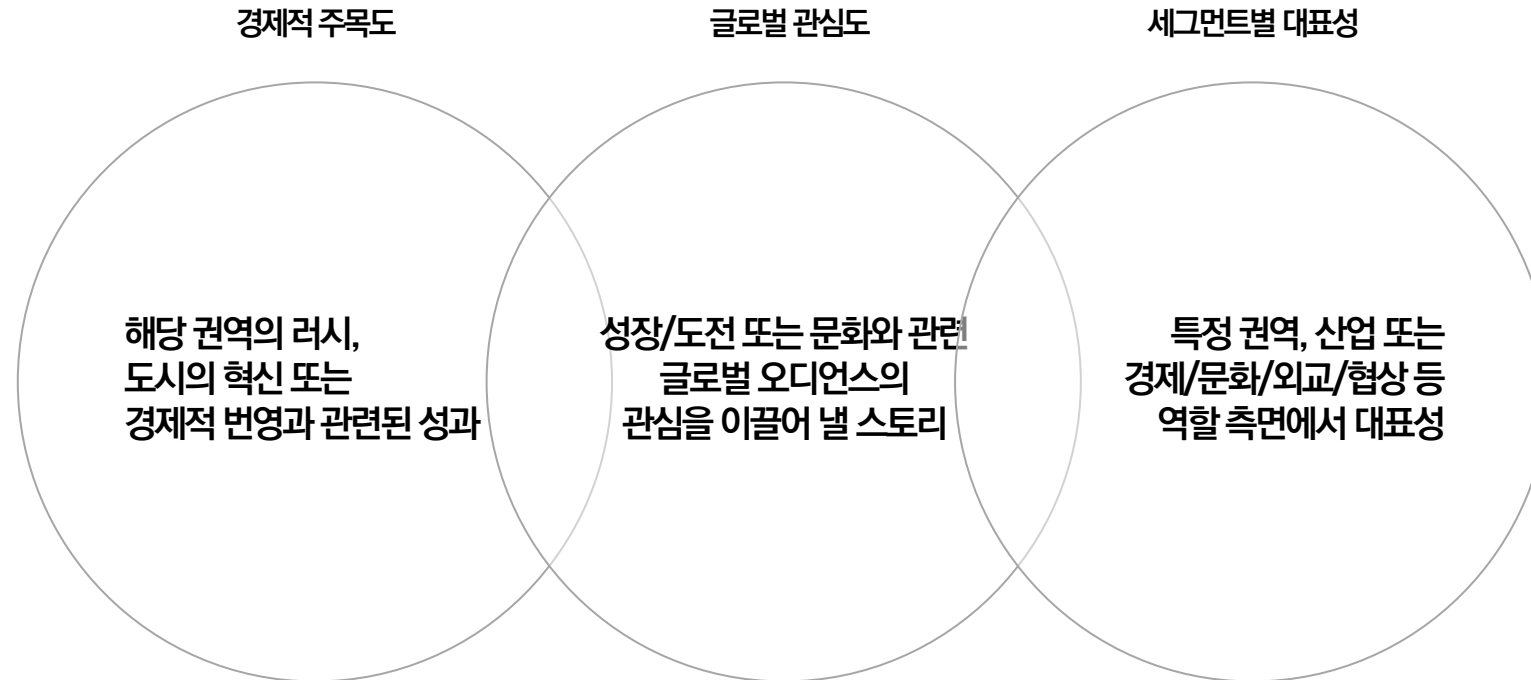 경제적 주목도
글로벌 관심도
세그먼트별 대표성
해당 권역의 러시,
도시의 혁신 또는
경제적 번영과 관련된 성과
성장/도전 또는 문화와 관련
글로벌 오디언스의
관심을 이끌어 낼 스토리
특정 권역, 산업 또는
경제/문화/외교/협상 등
역할 측면에서 대표성